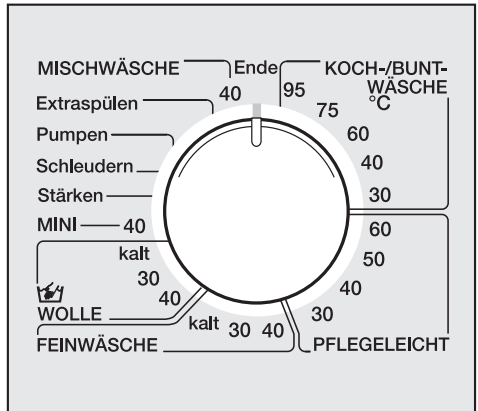 MISCHWÄSCHE
40
Ende
95
KOCH-/BUNT-
WÄSCHE
°C
75
60
40
30
Extraspülen
Pumpen
Schleudern
Stärken
MINI
40
kalt
30
40
WOLLE
60
50
40
30
PFLEGELEICHT
kalt
30
40
FEINWÄSCHE